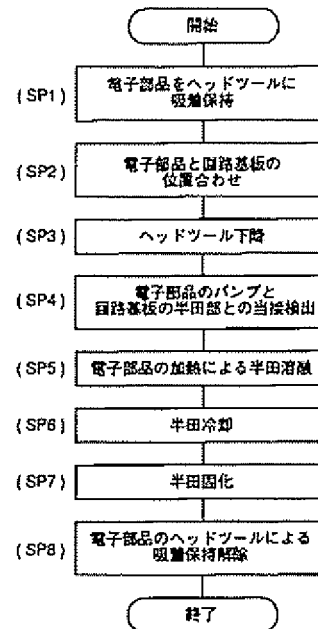 開始
(SP1) 電子部品をヘッドツールに
吸着保持
(SP2) 電子部品と回路基板の
位置合わせ
(SP3) ヘッドツール下降
(SP4) 電子部品のバンプと
回路基板の半田部との当接検出
(SP5) 電子部品の加熱による半田溶融
(SP6) 半田冷却
(SP7) 半田固化
(SP8) 電子部品のヘッドツールによる
吸着保持解除
終了